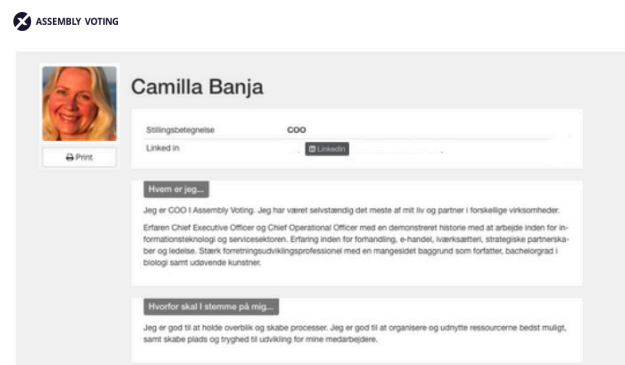 ASSEMBLY VOTING
Camilla Banja
Stillingsbetegnelse COO
Linked in LinkedIn
Print
Hvem er jeg...
Jeg er COO I Assembly Voting. Jeg har været selvstændig det meste af mit liv og partner i forskellige virksomheder.
Erfaren Chief Executive Officer og Chief Operational Officer med en demonstreret historie med at arbejde inden for in-
formationsteknologi og servicesektoren. Erfaring inden for forhandling, e-handel, iværksætteri, strategiske partnerska-
ber og ledelse. Stærk forretningsudviklingsprofessionel med en mangesidet baggrund som forfatter, bachelorgrad i
biologi samt udøvende kunstner.
Hvorfor skal I stemme på mig...
Jeg er god til at holde overblik og skabe processer. Jeg er god til at organisere og udnytte ressourcerne bedst muligt,
samt skabe plads og tryghed til udvikling for mine medarbejdere.